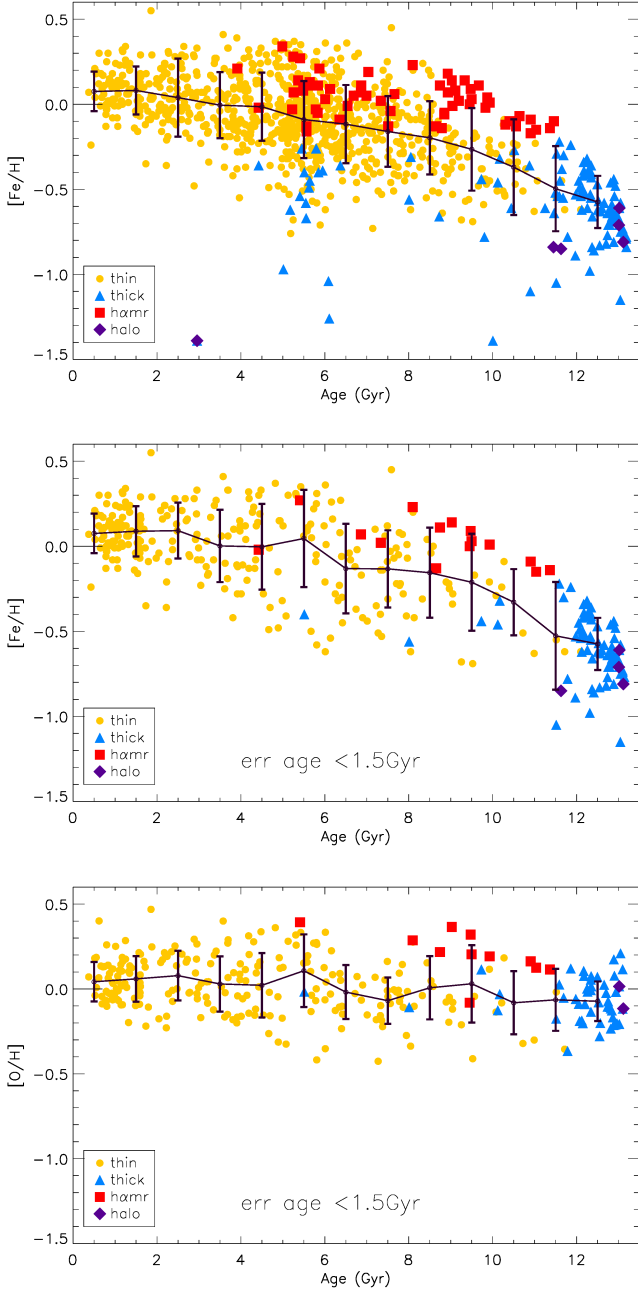 0.5
0.0
−0.5
−1.0
−1.5
[Fe/H]
thin
thick
hαmr
halo
0 2 4 6 8 10 12
Age (Gyr)
0.5
0.0
−0.5
−1.0
−1.5
[Fe/H]
thin
thick
hαmr
halo
err age <1.5Gyr
0 2 4 6 8 10 12
Age (Gyr)
0.5
0.0
−0.5
−1.0
−1.5
[O/H]
thin
thick
hαmr
halo
err age <1.5Gyr
0 2 4 6 8 10 12
Age (Gyr)